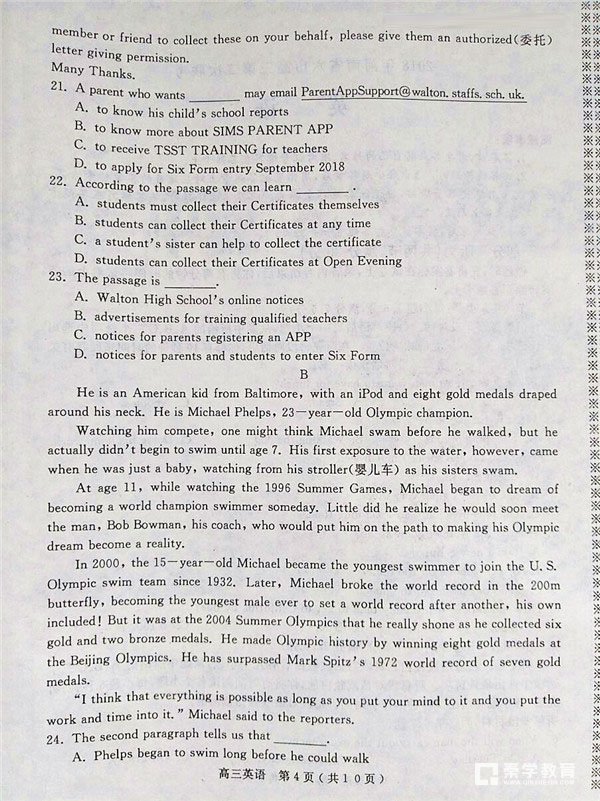 member or friend to collect these on your behalf, please give them an authorized(委托)
letter giving permission.
Many Thanks.
21. A parent who wants ______ may email ParentAppSupport@walton. staffs. sch. uk.
A. to know his child's school reports
B. to know more about SIMS PARENT APP
C. to receive TSST TRAINING for teachers
D. to apply for Six Form entry September 2018
22. According to the passage we can learn ______ .
A. students must collect their Certificates themselves
B. students can collect their Certificates at any time
C. a student's sister can help to collect the certificate
D. students can collect their Certificates at Open Evening
23. The passage is ______.
A. Walton High School's online notices
B. advertisements for training qualified teachers
C. notices for parents registering an APP
D. notices for parents and students to enter Six Form
B
He is an American kid from Baltimore, with an iPod and eight gold medals draped
around his neck. He is Michael Phelps, 23—year—old Olympic champion.
Watching him compete, one might think Michael swam before he walked, but he
actually didn't begin to swim until age 7. His first exposure to the water, however, came
when he was just a baby, watching from his stroller(婴儿车) as his sisters swam.
At age 11, while watching the 1996 Summer Games, Michael began to dream of
becoming a world champion swimmer someday. Little did he realize he would soon meet
the man, Bob Bowman, his coach, who would put him on the path to making his Olympic
dream become a reality.
In 2000, the 15—year—old Michael became the youngest swimmer to join the U. S.
Olympic swim team since 1932. Later, Michael broke the world record in the 200m
butterfly, becoming the youngest male ever to set a world record after another, his own
included! But it was at the 2004 Summer Olympics that he really shone as he collected six
gold and two bronze medals. He made Olympic history by winning eight gold medals at
the Beijing Olympics. He has surpassed Mark Spitz's 1972 world record of seven gold
medals.
"I think that everything is possible as long as you put your mind to it and you put the
work and time into it." Michael said to the reporters.
24. The second paragraph tells us that ______.
A. Phelps began to swim long before he could walk
高三英语 第4页(共10页)
秦学教育